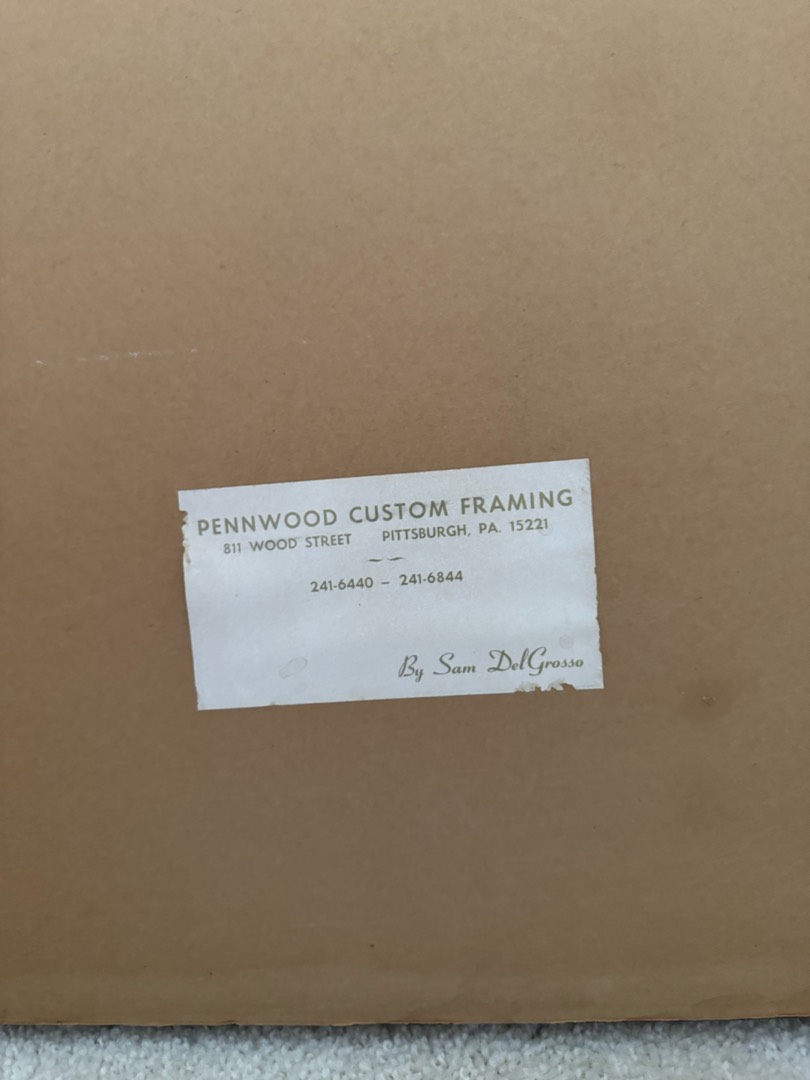 PENNWOOD CUSTOM FRAMING
811 WOOD STREET PITTSBURGH, PA. 15221
241-6440 – 241-6844
By Sam DelGrosso